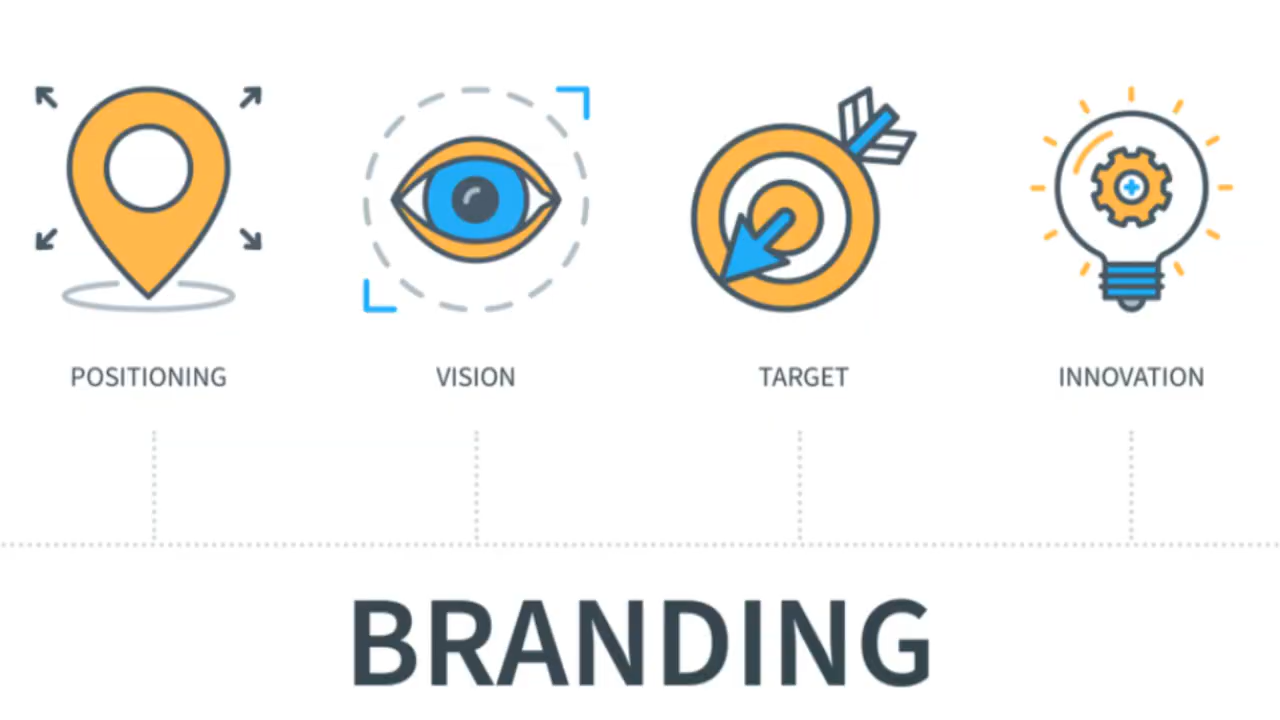 POSITIONING
VISION
TARGET
INNOVATION
BRANDING